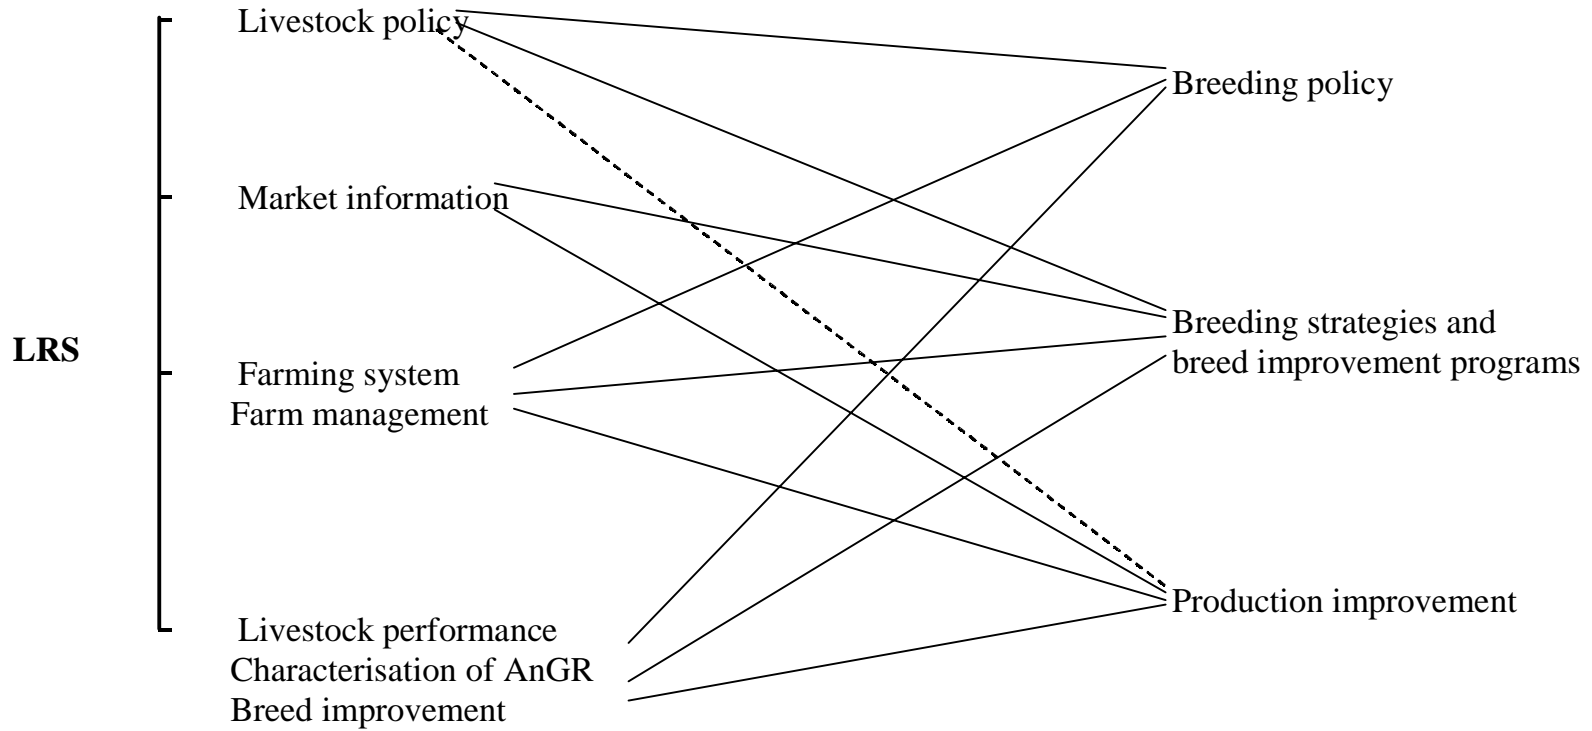 Livestock policy
Breeding policy
Market information
Breeding strategies and
breed improvement programs
LRS
Farming system
Farm management
Production improvement
Livestock performance
Characterisation of AnGR
Breed improvement